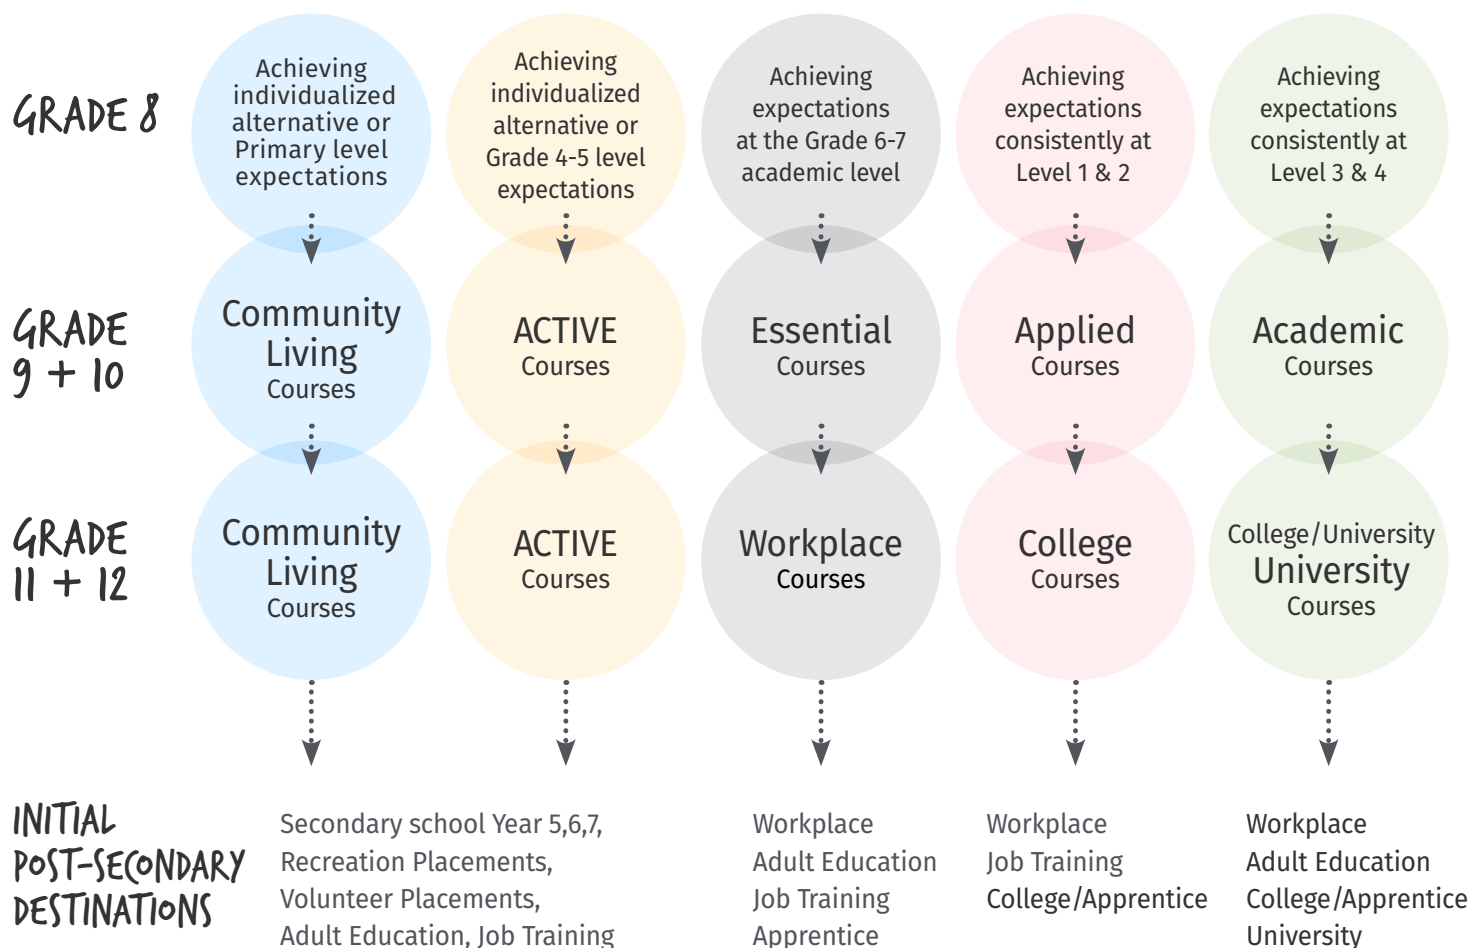 GRADE 8
Achieving
individualized
alternative or
Primary level
expectations
Achieving
individualized
alternative or
Grade 4-5 level
expectations
Achieving
expectations
at the Grade 6-7
academic level
Achieving
expectations
consistently at
Level 1 & 2
Achieving
expectations
consistently at
Level 3 & 4
GRADE
9 + 10
Community
Living
Courses
ACTIVE
Courses
Essential
Courses
Applied
Courses
Academic
Courses
GRADE
11 + 12
Community
Living
Courses
ACTIVE
Courses
Workplace
Courses
College
Courses
College/University
University
Courses
INITIAL
POST-SECONDARY
DESTINATIONS
Secondary school Year 5,6,7,
Recreation Placements,
Volunteer Placements,
Adult Education, Job Training
Workplace
Adult Education
Job Training
Apprentice
Workplace
Job Training
College/Apprentice
Workplace
Adult Education
College/Apprentice
University